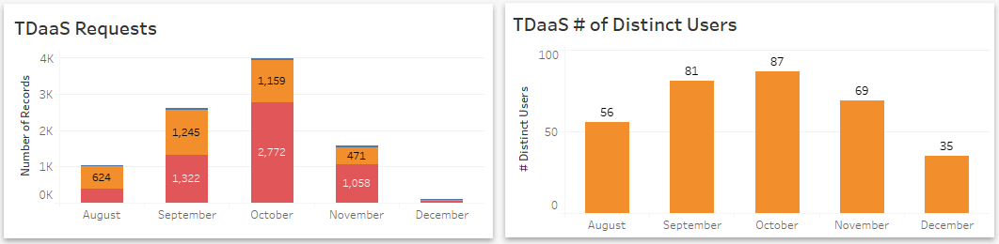 TDaaS Requests
Number of Records
4K
3K
2K
1K
0K
624
1,245
1,322
1,159
2,772
471
1,058
August
September
October
November
December
TDaaS # of Distinct Users
# Distinct Users
100
50
0
56
81
87
69
35
August
September
October
November
December